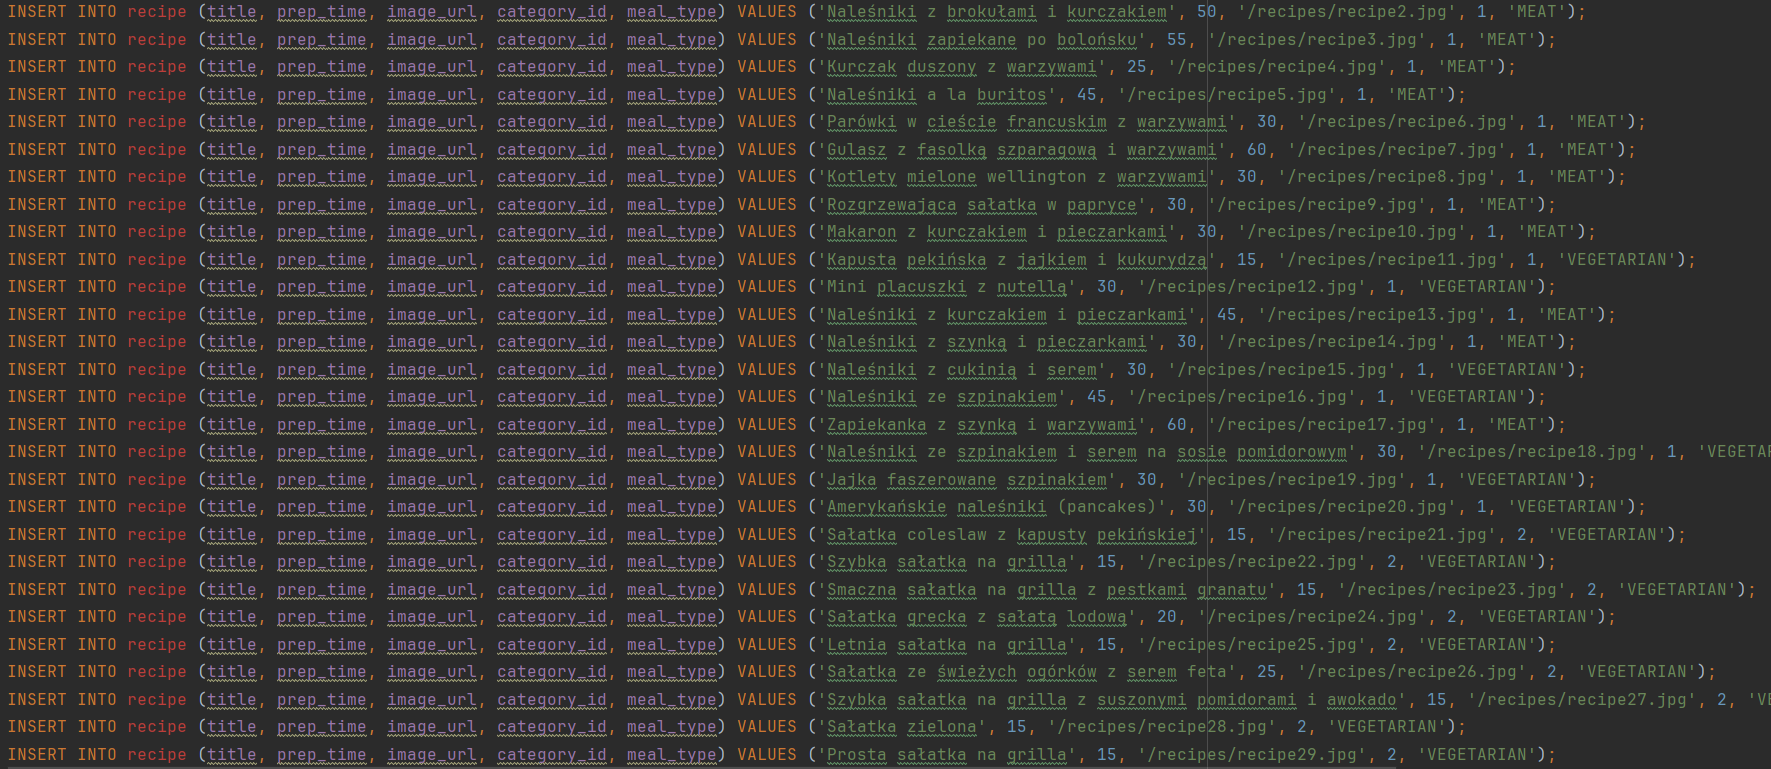 INSERT INTO recipe (title, prep_time, image_url, category_id, meal_type) VALUES ('Naleśniki z brokułami i kurczakiem', 50, '/recipes/recipe2.jpg', 1, 'MEAT');
INSERT INTO recipe (title, prep_time, image_url, category_id, meal_type) VALUES ('Naleśniki zapiekane po bolońsku', 55, '/recipes/recipe3.jpg', 1, 'MEAT');
INSERT INTO recipe (title, prep_time, image_url, category_id, meal_type) VALUES ('Kurczak duszony z warzywami', 25, '/recipes/recipe4.jpg', 1, 'MEAT');
INSERT INTO recipe (title, prep_time, image_url, category_id, meal_type) VALUES ('Naleśniki a la buritos', 45, '/recipes/recipe5.jpg', 1, 'MEAT');
INSERT INTO recipe (title, prep_time, image_url, category_id, meal_type) VALUES ('Parówki w cieście francuskim z warzywami', 30, '/recipes/recipe6.jpg', 1, 'MEAT');
INSERT INTO recipe (title, prep_time, image_url, category_id, meal_type) VALUES ('Gulasz z fasolką szparagową i warzywami', 60, '/recipes/recipe7.jpg', 1, 'MEAT');
INSERT INTO recipe (title, prep_time, image_url, category_id, meal_type) VALUES ('Kotlety mielone wellington z warzywami', 30, '/recipes/recipe8.jpg', 1, 'MEAT');
INSERT INTO recipe (title, prep_time, image_url, category_id, meal_type) VALUES ('Rozgrzewająca sałatka w papryce', 30, '/recipes/recipe9.jpg', 1, 'MEAT');
INSERT INTO recipe (title, prep_time, image_url, category_id, meal_type) VALUES ('Makaron z kurczakiem i pieczarkami', 30, '/recipes/recipe10.jpg', 1, 'MEAT');
INSERT INTO recipe (title, prep_time, image_url, category_id, meal_type) VALUES ('Kapusta pekińska z jajkiem i kukurydzą', 15, '/recipes/recipe11.jpg', 1, 'VEGETARIAN');
INSERT INTO recipe (title, prep_time, image_url, category_id, meal_type) VALUES ('Mini placuszki z nutellą', 30, '/recipes/recipe12.jpg', 1, 'VEGETARIAN');
INSERT INTO recipe (title, prep_time, image_url, category_id, meal_type) VALUES ('Naleśniki z kurczakiem i pieczarkami', 45, '/recipes/recipe13.jpg', 1, 'MEAT');
INSERT INTO recipe (title, prep_time, image_url, category_id, meal_type) VALUES ('Naleśniki z szynką i pieczarkami', 30, '/recipes/recipe14.jpg', 1, 'MEAT');
INSERT INTO recipe (title, prep_time, image_url, category_id, meal_type) VALUES ('Naleśniki z cukinią i serem', 30, '/recipes/recipe15.jpg', 1, 'VEGETARIAN');
INSERT INTO recipe (title, prep_time, image_url, category_id, meal_type) VALUES ('Naleśniki ze szpinakiem', 45, '/recipes/recipe16.jpg', 1, 'VEGETARIAN');
INSERT INTO recipe (title, prep_time, image_url, category_id, meal_type) VALUES ('Zapiekanka z szynką i warzywami', 60, '/recipes/recipe17.jpg', 1, 'MEAT');
INSERT INTO recipe (title, prep_time, image_url, category_id, meal_type) VALUES ('Naleśniki ze szpinakiem i serem na sosie pomidorowym', 30, '/recipes/recipe18.jpg', 1, 'VEGETAR
INSERT INTO recipe (title, prep_time, image_url, category_id, meal_type) VALUES ('Jajka faszerowane szpinakiem', 30, '/recipes/recipe19.jpg', 1, 'VEGETARIAN');
INSERT INTO recipe (title, prep_time, image_url, category_id, meal_type) VALUES ('Amerykańskie naleśniki (pancakes)', 30, '/recipes/recipe20.jpg', 1, 'VEGETARIAN');
INSERT INTO recipe (title, prep_time, image_url, category_id, meal_type) VALUES ('Sałatka coleslaw z kapusty pekińskiej', 15, '/recipes/recipe21.jpg', 2, 'VEGETARIAN');
INSERT INTO recipe (title, prep_time, image_url, category_id, meal_type) VALUES ('Szybka sałatka na grilla', 15, '/recipes/recipe22.jpg', 2, 'VEGETARIAN');
INSERT INTO recipe (title, prep_time, image_url, category_id, meal_type) VALUES ('Smaczna sałatka na grilla z pestkami granatu', 15, '/recipes/recipe23.jpg', 2, 'VEGETARIAN');
INSERT INTO recipe (title, prep_time, image_url, category_id, meal_type) VALUES ('Sałatka grecka z sałatą lodową', 20, '/recipes/recipe24.jpg', 2, 'VEGETARIAN');
INSERT INTO recipe (title, prep_time, image_url, category_id, meal_type) VALUES ('Letnia sałatka na grilla', 15, '/recipes/recipe25.jpg', 2, 'VEGETARIAN');
INSERT INTO recipe (title, prep_time, image_url, category_id, meal_type) VALUES ('Sałatka ze świeżych ogórków z serem feta', 25, '/recipes/recipe26.jpg', 2, 'VEGETARIAN');
INSERT INTO recipe (title, prep_time, image_url, category_id, meal_type) VALUES ('Szybka sałatka na grilla z suszonymi pomidorami i awokado', 15, '/recipes/recipe27.jpg', 2, 'VE
INSERT INTO recipe (title, prep_time, image_url, category_id, meal_type) VALUES ('Sałatka zielona', 15, '/recipes/recipe28.jpg', 2, 'VEGETARIAN');
INSERT INTO recipe (title, prep_time, image_url, category_id, meal_type) VALUES ('Prosta sałatka na grilla', 15, '/recipes/recipe29.jpg', 2, 'VEGETARIAN');